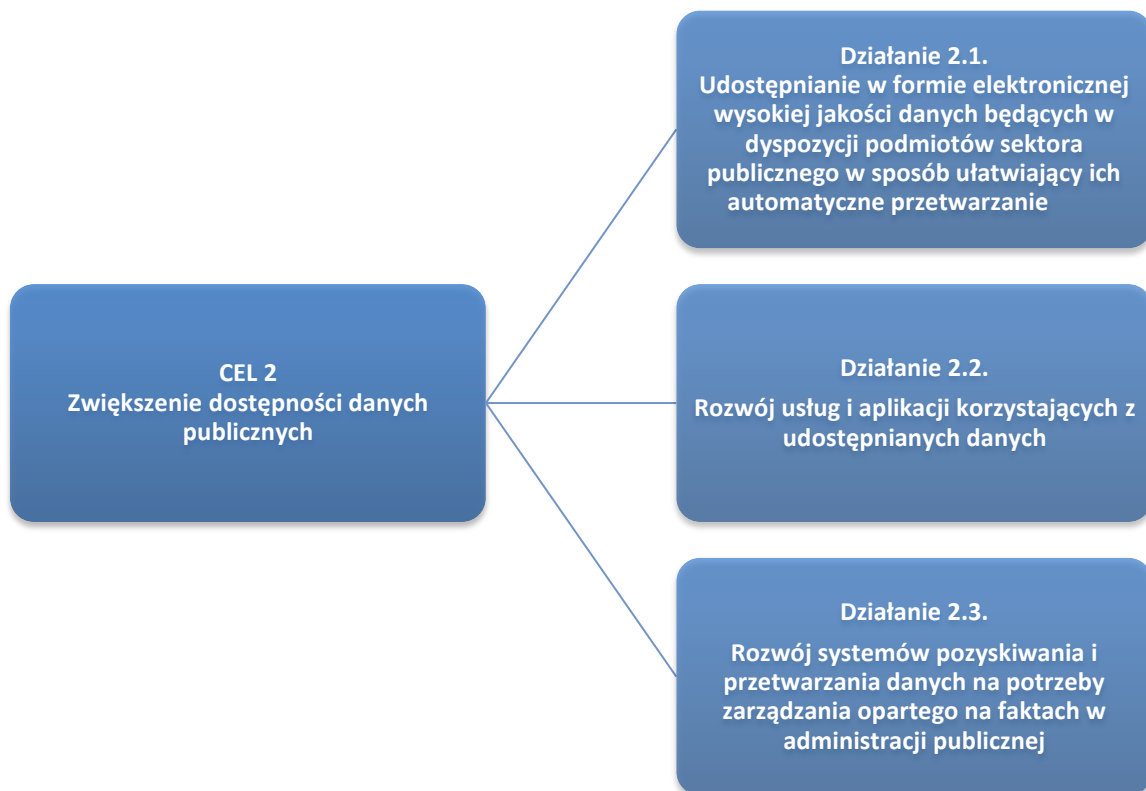 Działanie 2.1.
Udostępnianie w formie elektronicznej
wysokiej jakości danych będących w
dyspozycji podmiotów sektora
publicznego w sposób ułatwiający ich
automatyczne przetwarzanie
CEL 2
Zwiększenie dostępności danych
publicznych
Działanie 2.2.
Rozwój usług i aplikacji korzystających z
udostępnianych danych
Działanie 2.3.
Rozwój systemów pozyskiwania i
przetwarzania danych na potrzeby
zarządzania opartego na faktach w
administracji publicznej